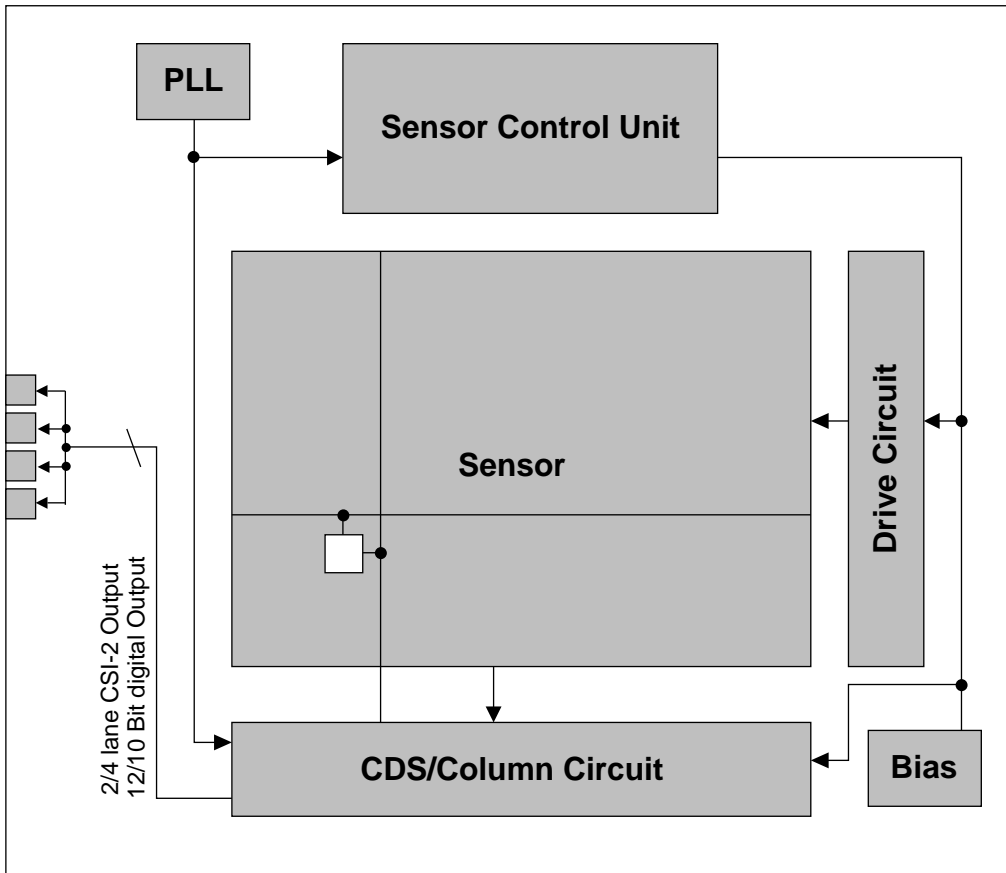 PLL
Sensor Control Unit
Sensor
Drive Circuit
2/4 lane CSI-2 Output
12/10 Bit digital Output
CDS/Column Circuit
Bias